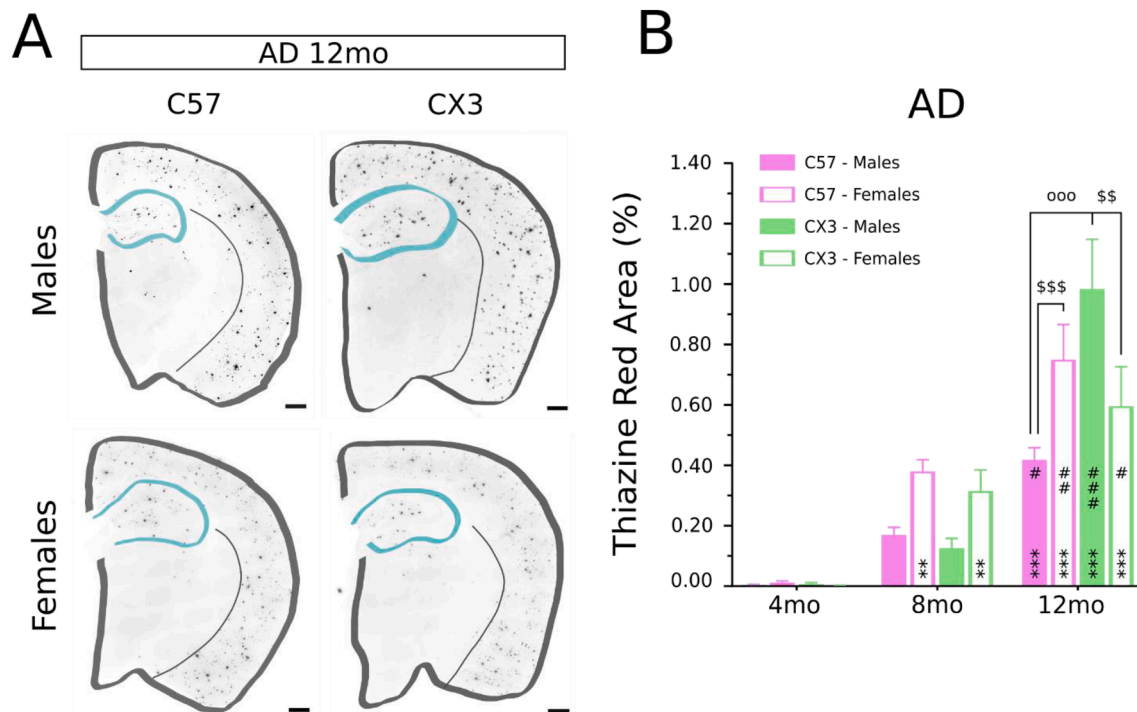 A
AD 12mo
C57
CX3
Males
Females
B
AD
Thiazine Red Area (%)
1.40
1.20
1.00
0.80
0.60
0.40
0.20
0.00
C57 - Males
C57 - Females
CX3 - Males
CX3 - Females
ooo
$$
$$$
#
##
###
#
**
**
***
***
***
***
4mo
8mo
12mo